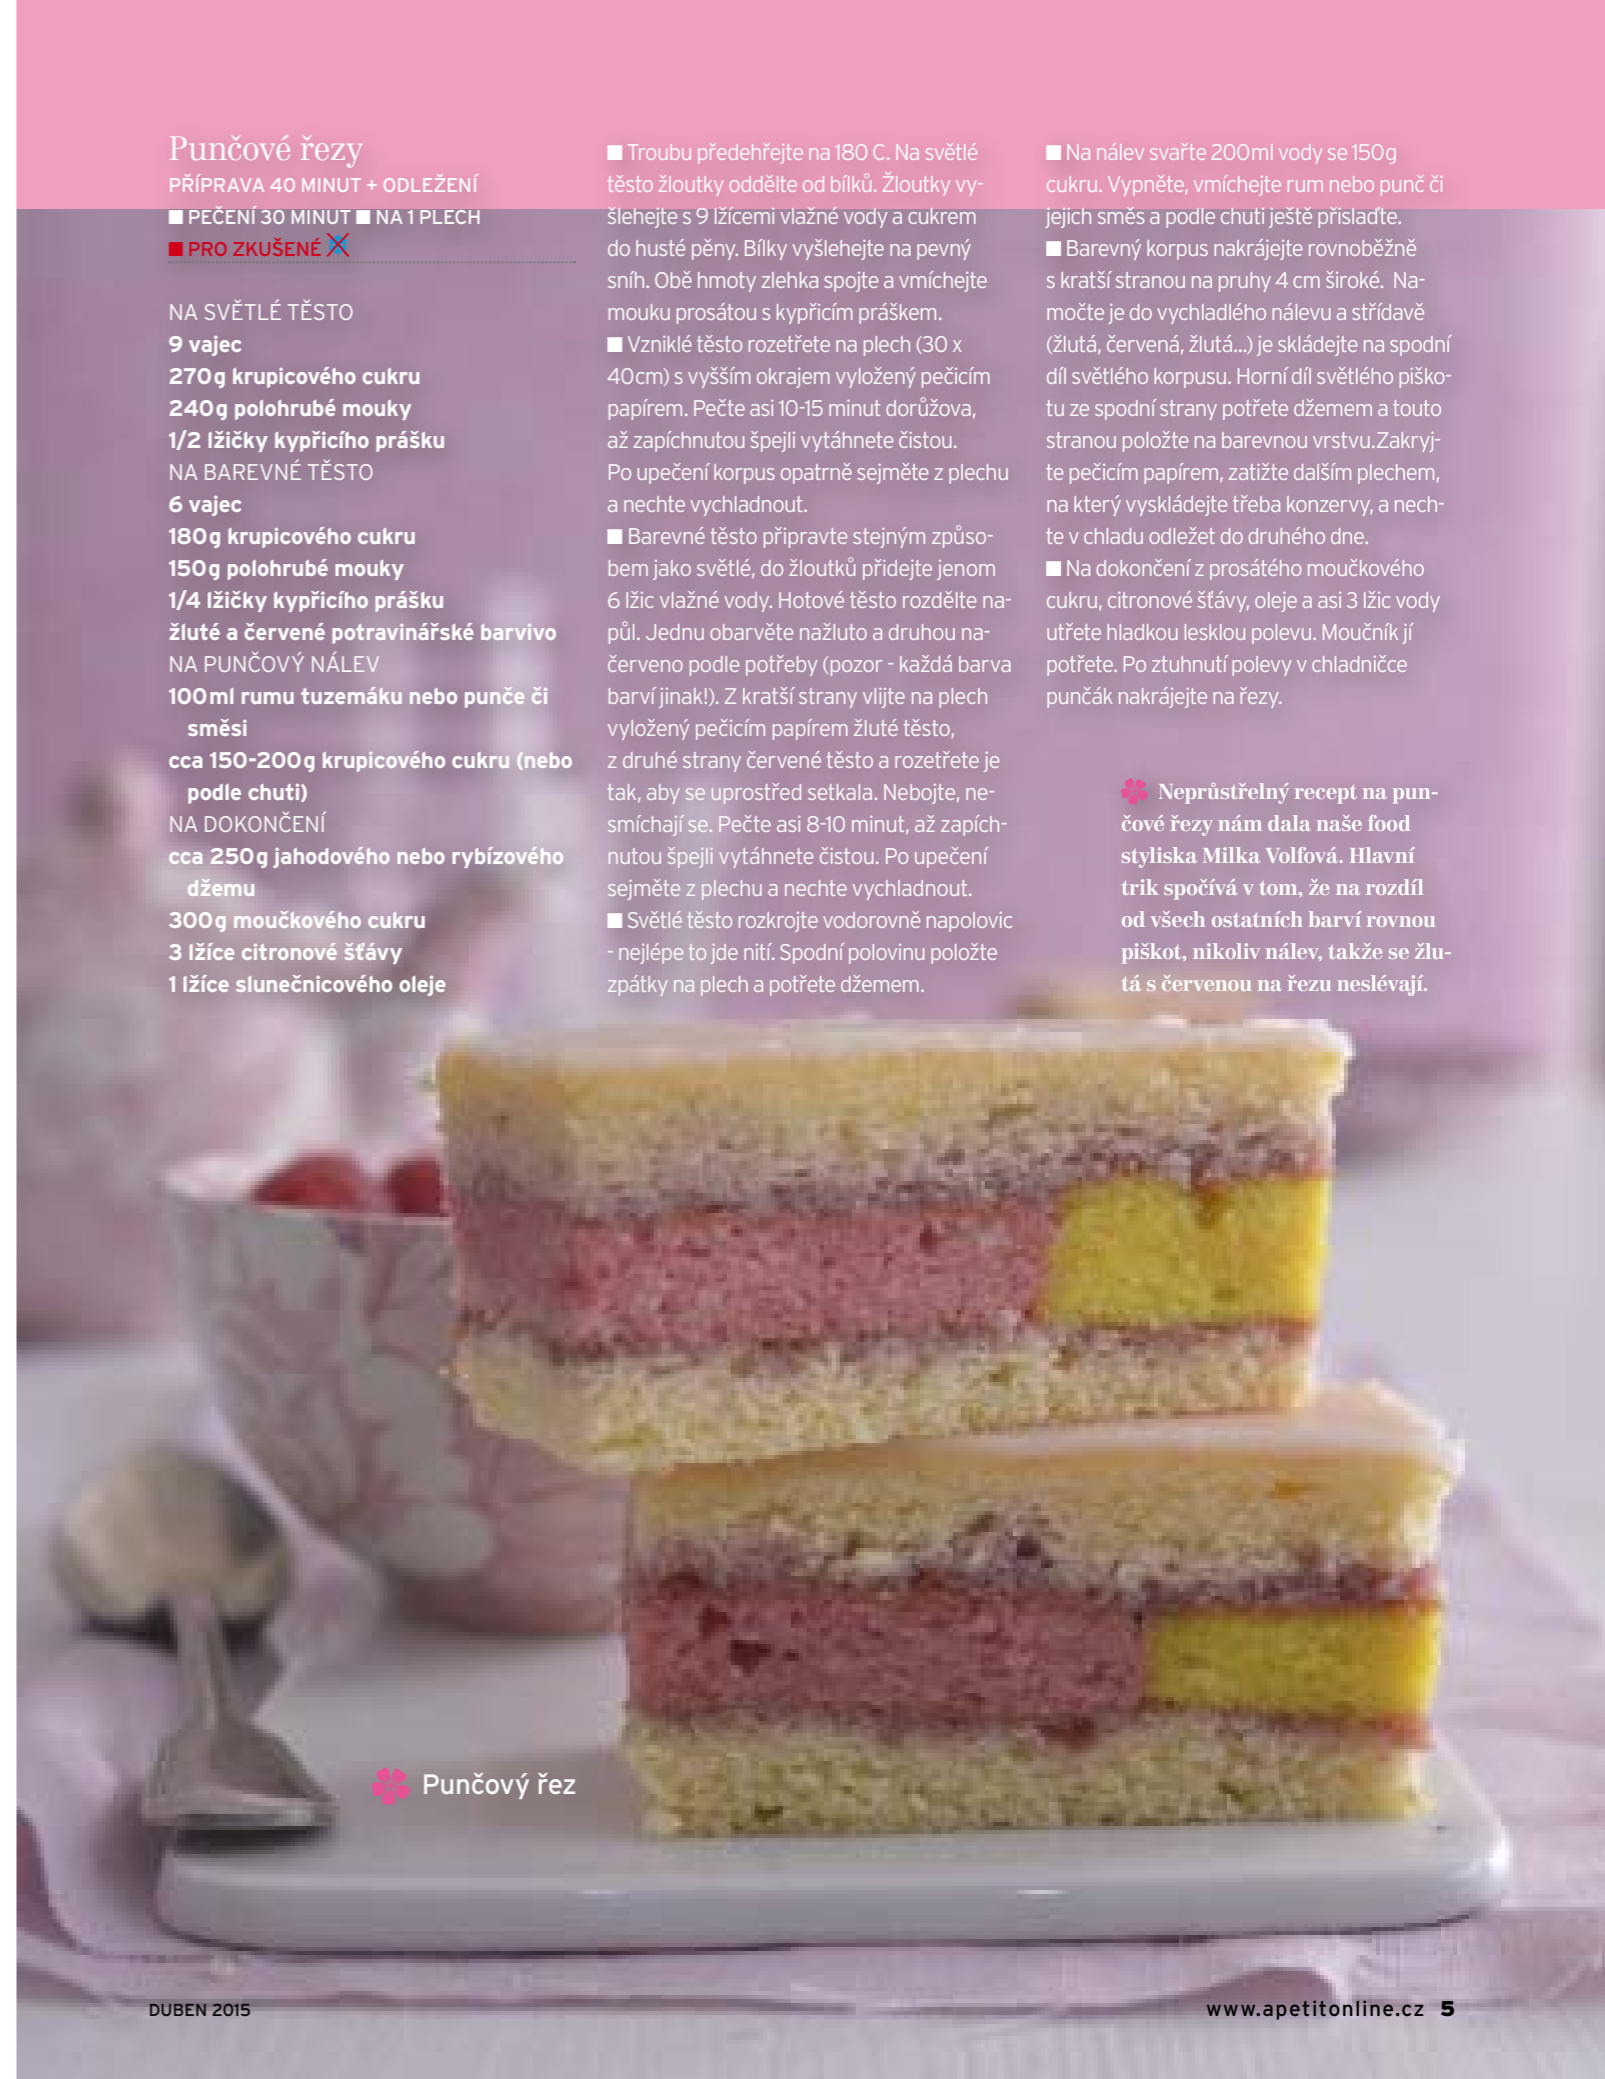 Punčové řezy
PŘÍPRAVA 40 MINUT + ODLEŽENÍ
■ PEČENÍ 30 MINUT ■ NA 1 PLECH
■ PRO ZKUŠENÉ
NA SVĚTLÉ TĚSTO
9 vajec
270g krupicového cukru
240g polohrubé mouky
1/2 lžičky kypřicího prášku
NA BAREVNÉ TĚSTO
6 vajec
180g krupicového cukru
150g polohrubé mouky
1/4 lžičky kypřicího prášku
žluté a červené potravinářské barvivo
NA PUNČOVÝ NÁLEV
100ml rumu tuzemáku nebo punče či
směsi
cca 150-200g krupicového cukru (nebo
podle chuti)
NA DOKONČENÍ
cca 250g jahodového nebo rybízového
džemu
300g moučkového cukru
3 lžíce citronové šťávy
1 lžíce slunečnicového oleje
■ Troubu předehřejte na 180 C. Na světlé
těsto žloutky oddělte od bílků. Žloutky vy-
šlehejte s 9 lžícemi vlažné vody a cukrem
do husté pěny. Bílky vyšlehejte na pevný
sníh. Obě hmoty zlehka spojte a vmíchejte
mouku prosátou s kypřicím práškem.
■ Vzniklé těsto rozetřete na plech (30 x
40cm) s vyšším okrajem vyložený pečicím
papírem. Pečte asi 10-15 minut dorůžova,
až zapíchnutou špejli vytáhnete čistou.
Po upečení korpus opatrně sejměte z plechu
a nechte vychladnout.
■ Barevné těsto připravte stejným způso-
bem jako světlé, do žloutků přidejte jenom
6 lžic vlažné vody. Hotové těsto rozdělte na-
půl. Jednu obarvěte nažluto a druhou na-
červeno podle potřeby (pozor - každá barva
barví jinak!). Z kratší strany vlijte na plech
vyložený pečicím papírem žluté těsto,
z druhé strany červené těsto a rozetřete je
tak, aby se uprostřed setkala. Nebojte, ne-
smíchají se. Pečte asi 8-10 minut, až zapích-
nutou špejli vytáhnete čistou. Po upečení
sejměte z plechu a nechte vychladnout.
■ Světlé těsto rozkrojte vodorovně napolovic
- nejlépe to jde nití. Spodní polovinu položte
zpátky na plech a potřete džemem.
■ Na nálev svařte 200ml vody se 150g
cukru. Vypněte, vmíchejte rum nebo punč či
jejich směs a podle chuti ještě přislaďte.
■ Barevný korpus nakrájejte rovnoběžně
s kratší stranou na pruhy 4 cm široké. Na-
močte je do vychladlého nálevu a střídavě
(žlutá, červená, žlutá...) je skládejte na spodní
díl světlého korpusu. Horní díl světlého piško-
tu ze spodní strany potřete džemem a touto
stranou položte na barevnou vrstvu.Zakryj-
te pečicím papírem, zatižte dalším plechem,
na který vyskládejte třeba konzervy, a nech-
te v chladu odležet do druhého dne.
■ Na dokončení z prosátého moučkového
cukru, citronové šťávy, oleje a asi 3 lžic vody
utřete hladkou lesklou polevu. Moučník jí
potřete. Po ztuhnutí polevy v chladničce
punčák nakrájejte na řezy.
Neprůstřelný recept na pun-
čové řezy nám dala naše food
styliska Milka Volfová. Hlavní
trik spočívá v tom, že na rozdíl
od všech ostatních barví rovnou
piškot, nikoliv nálev, takže se žlu-
tá s červenou na řezu neslévají.
Punčový řez
DUBEN 2015
www.apetitonline.cz 5